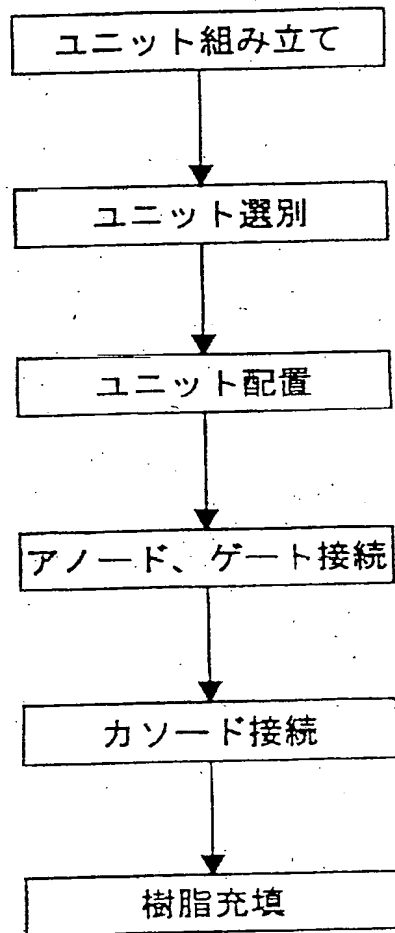 ユニット組み立て
ユニット選別
ユニット配置
アノード、ゲート接続
カソード接続
樹脂充填